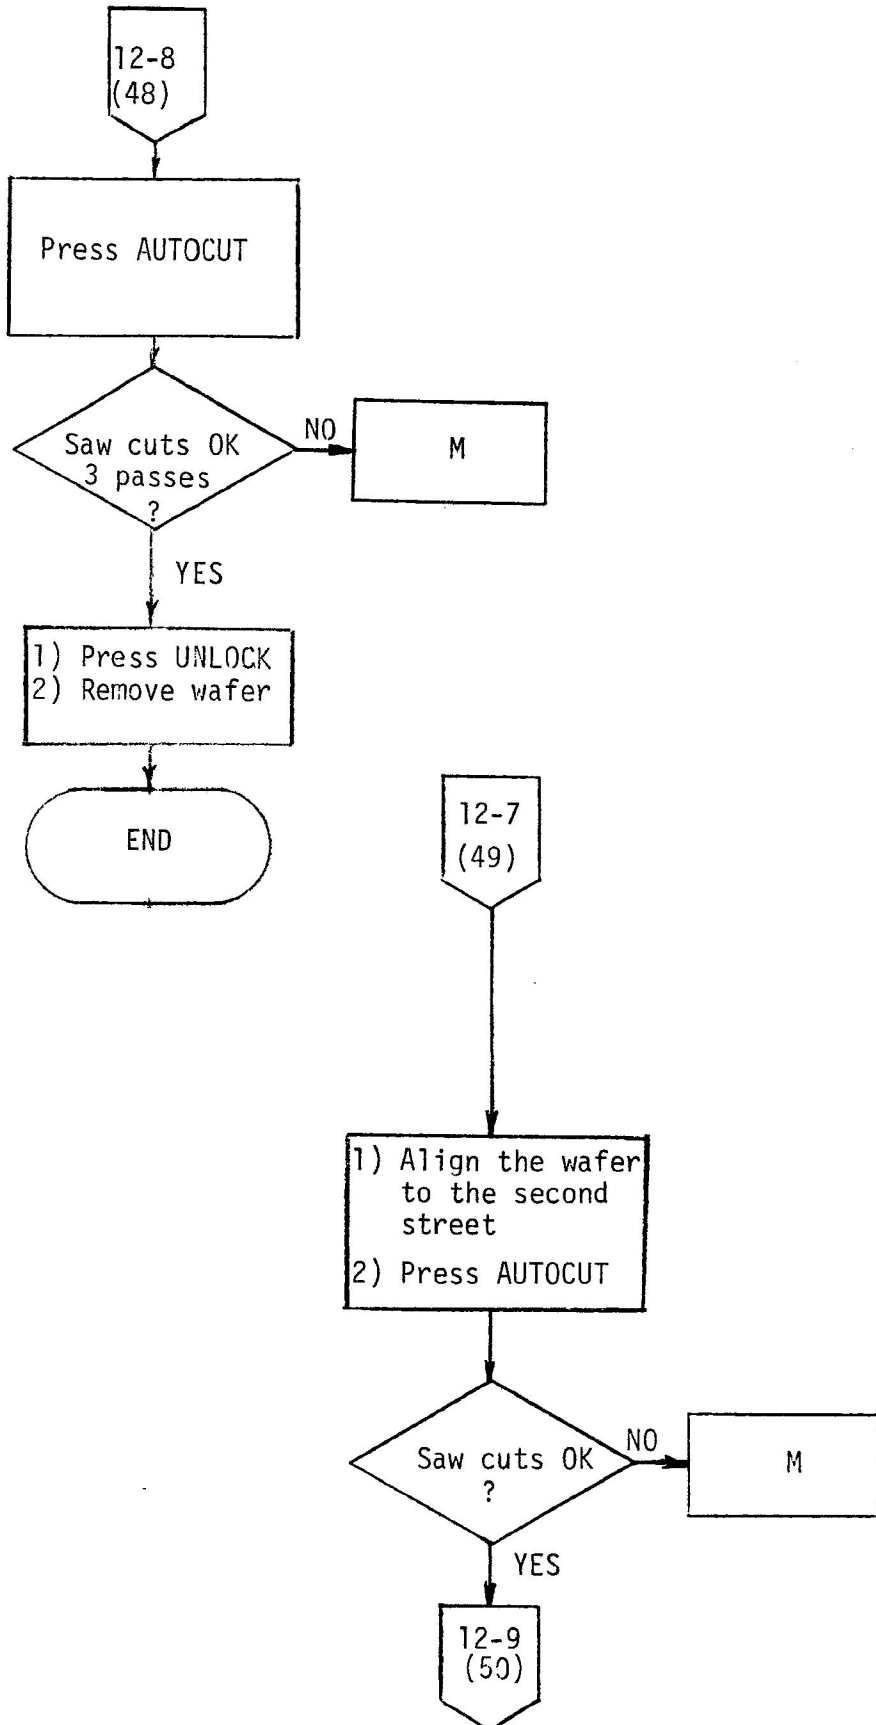 12-8
(48)
Press AUTOCUT
Saw cuts OK
3 passes
?
NO
M
YES
1) Press UNLOCK
2) Remove wafer
END
12-7
(49)
1) Align the wafer
to the second
street
2) Press AUTOCUT
Saw cuts OK
?
NO
M
YES
12-9
(50)